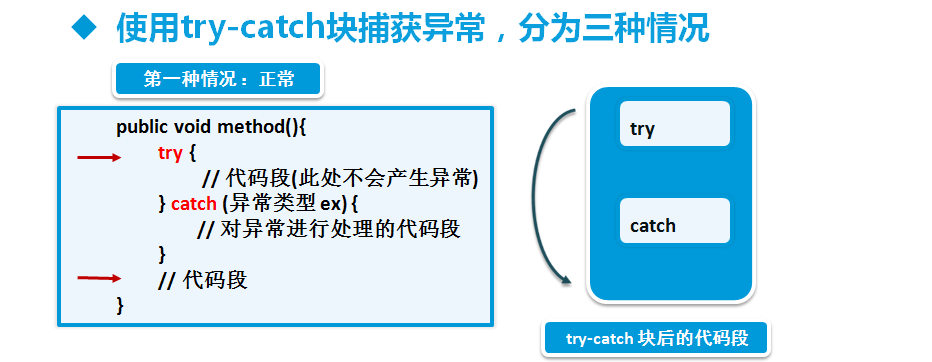 使用try-catch块捕获异常，分为三种情况
第一种情况：正常
public void method(){
try {
// 代码段(此处不会产生异常)
} catch (异常类型 ex) {
// 对异常进行处理的代码段
}
// 代码段
}
try
catch
try-catch 块后的代码段